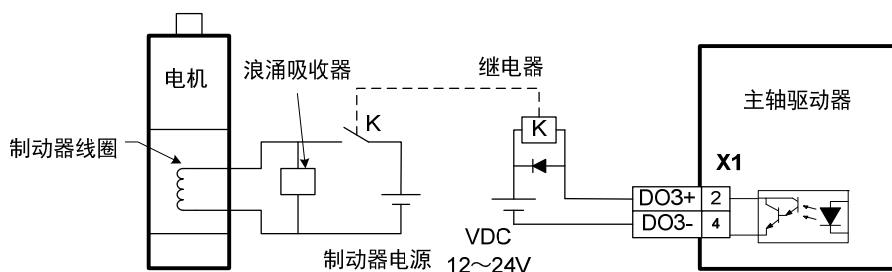 电机
浪涌吸收器
继电器
主轴驱动器
K
K
制动器线圈
X1
DO3+ 2
DO3- 4
制动器电源
VDC
12～24V